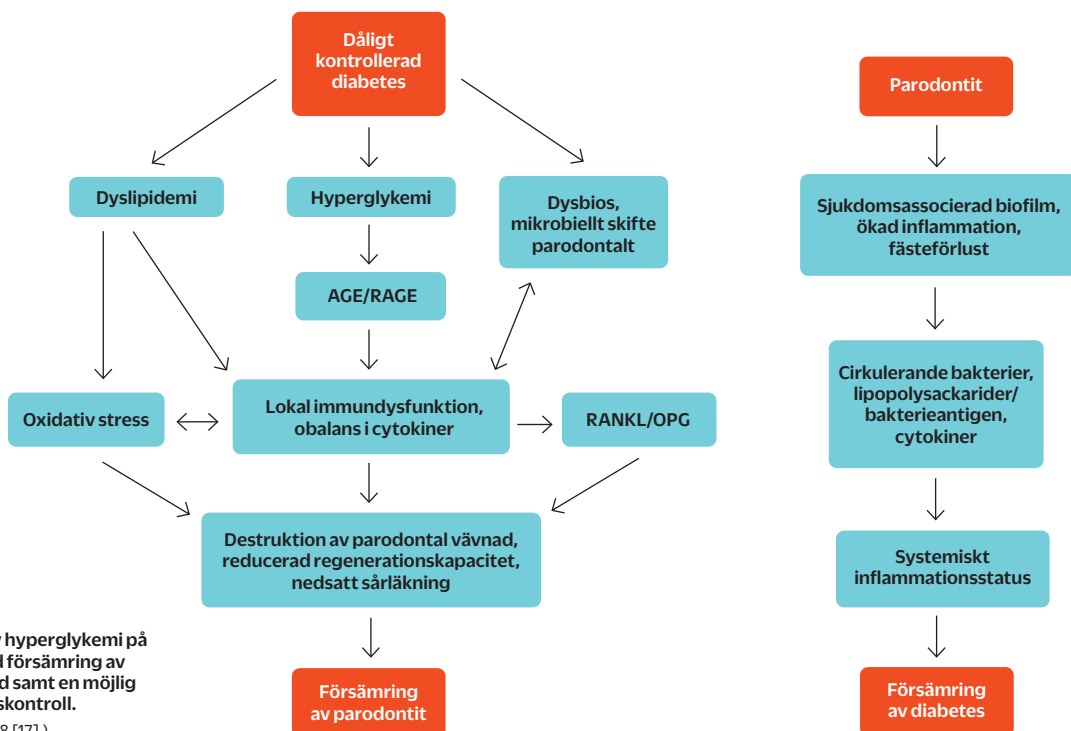 Dåligt
kontrollerad
diabetes
Dyslipidemi
Hyperglykemi
Dysbios,
mikrobiellt skifte
parodontalt
AGE/RAGE
Oxidativ stress
Lokal immundysfunktion,
obalans i cytokiner
RANKL/OPG
Destruktion av parodontal vävnad,
reducerad regenerationskapacitet,
nedsatt sårläkning
Försämring
av parodontit
Parodontit
Sjukdomsassocierad biofilm,
ökad inflammation,
fästeförlust
Cirkulerande bakterier,
lipopolysackarider/
bakterieantigen,
cytokiner
Systemiskt
inflammationsstatus
Försämring
av diabetes
hyperglykemi på
försämring av
samt en möjlig
skontroll.
8 [17].)